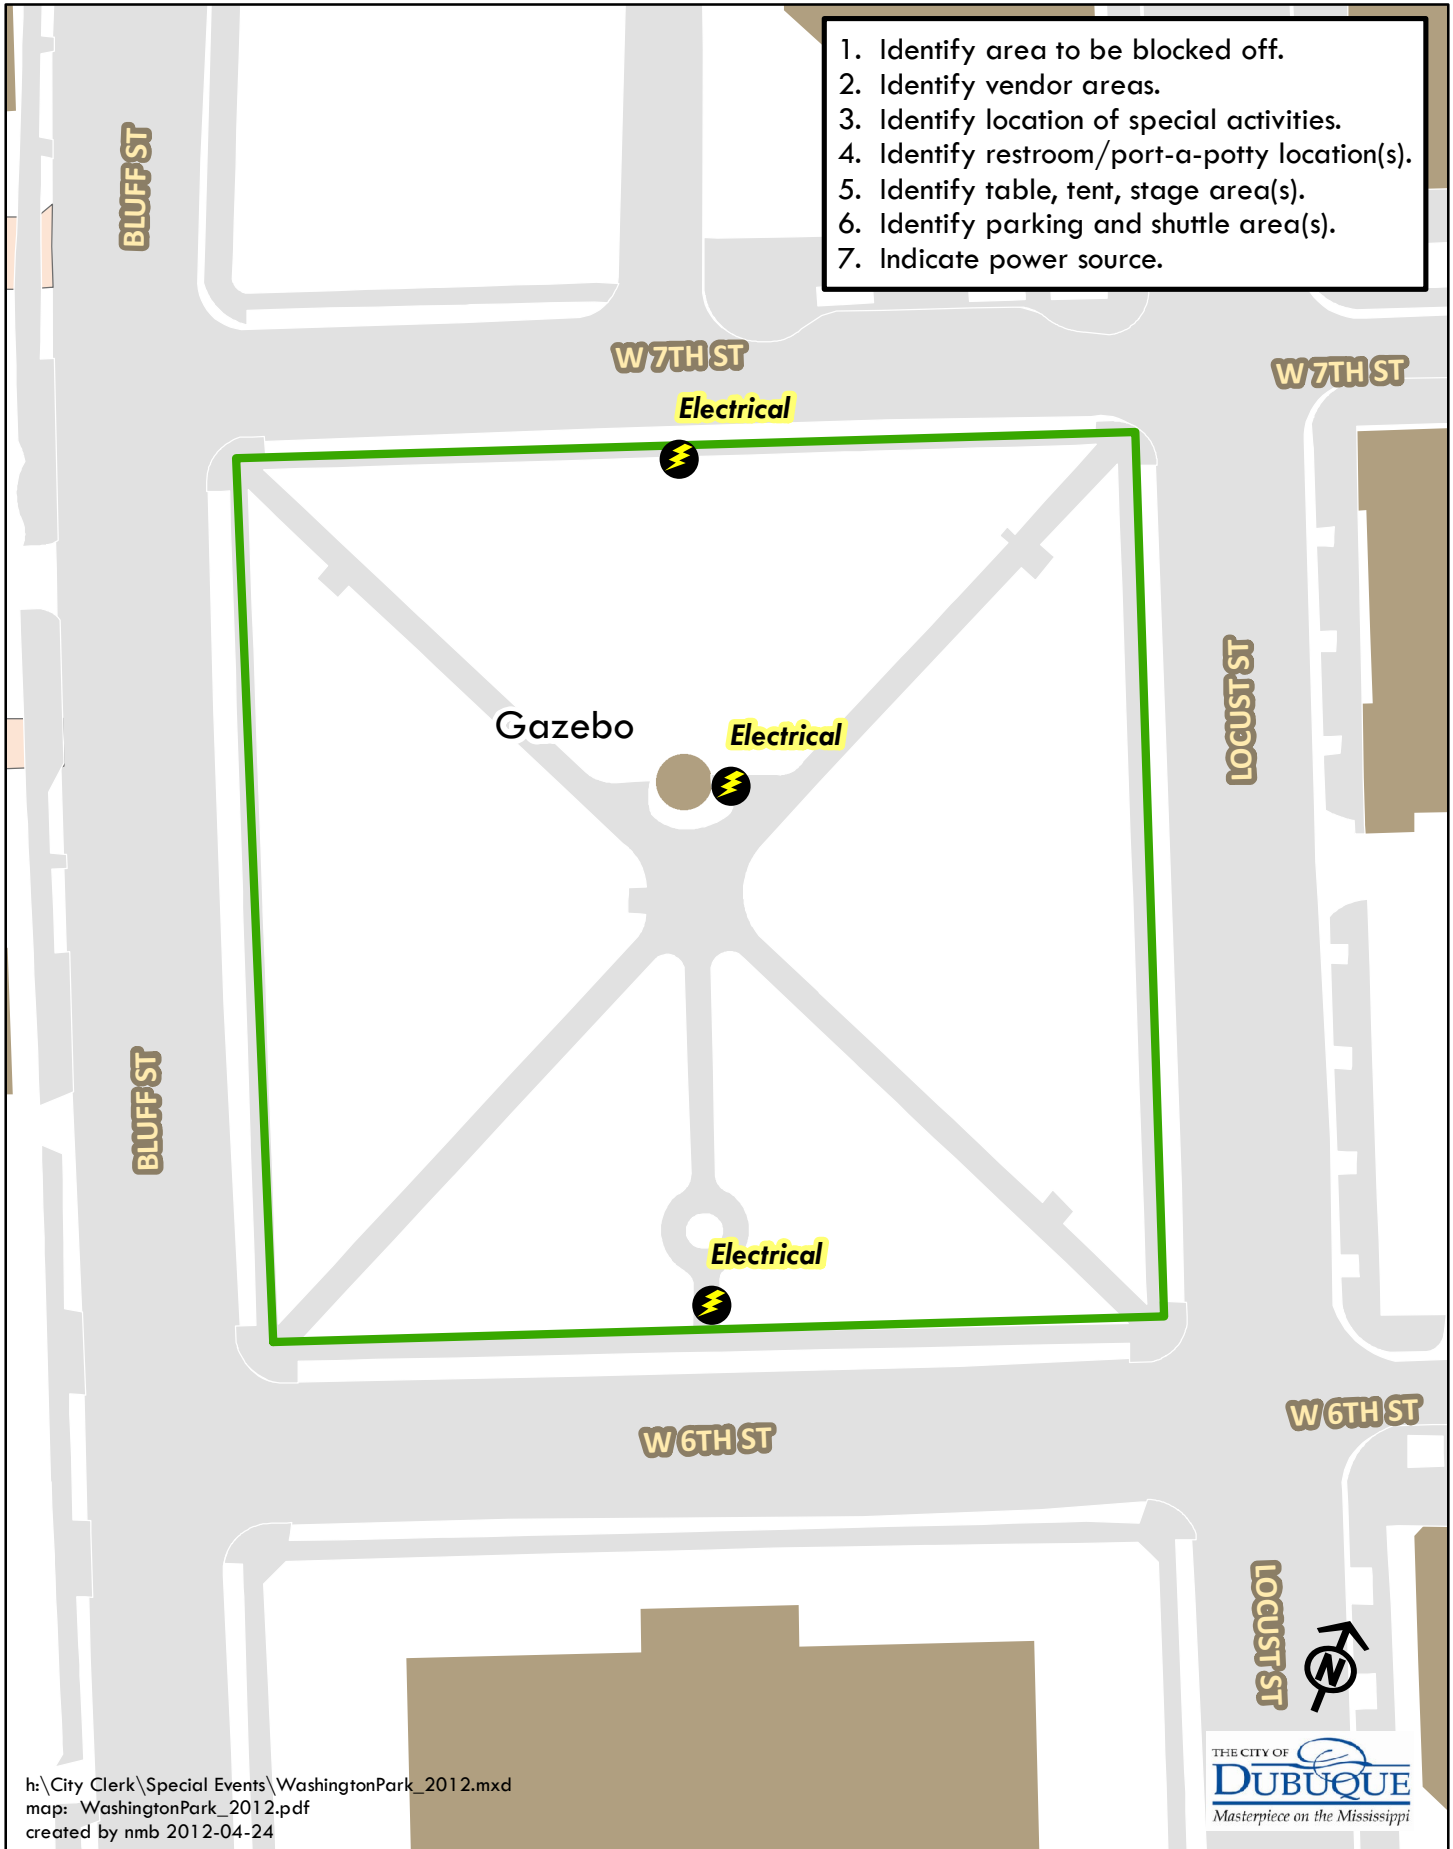 1. Identify area to be blocked off.
2. Identify vendor areas.
3. Identify location of special activities.
4. Identify restroom/port-a-potty location(s).
5. Identify table, tent, stage area(s).
6. Identify parking and shuttle area(s).
7. Indicate power source.
BLUFF ST
W 7TH ST
W 7TH ST
Electrical
LOCUST ST
Gazebo
Electrical
BLUFF ST
Electrical
W 6TH ST
W 6TH ST
LOCUST ST
N
THE CITY OF
DUBUQUE
Masterpiece on the Mississippi
h:\City Clerk\Special Events\WashingtonPark_2012.mxd
map: WashingtonPark_2012.pdf
created by nmb 2012-04-24